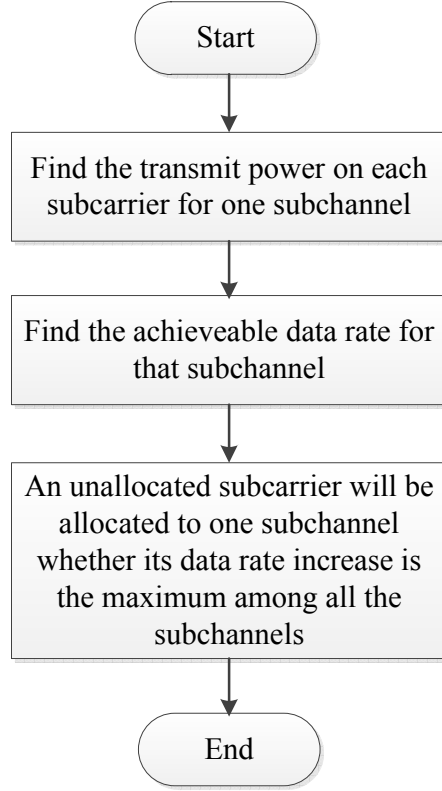 Start
Find the transmit power on each
subcarrier for one subchannel
Find the achieveable data rate for
that subchannel
An unallocated subcarrier will be
allocated to one subchannel
whether its data rate increase is
the maximum among all the
subchannels
End